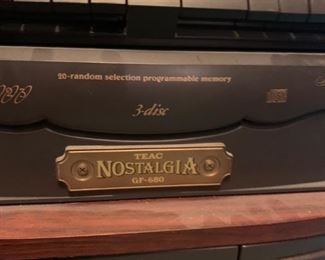 20-random selection programmable memory
3-disc
TEAC
NOSTALGIA
GF-680